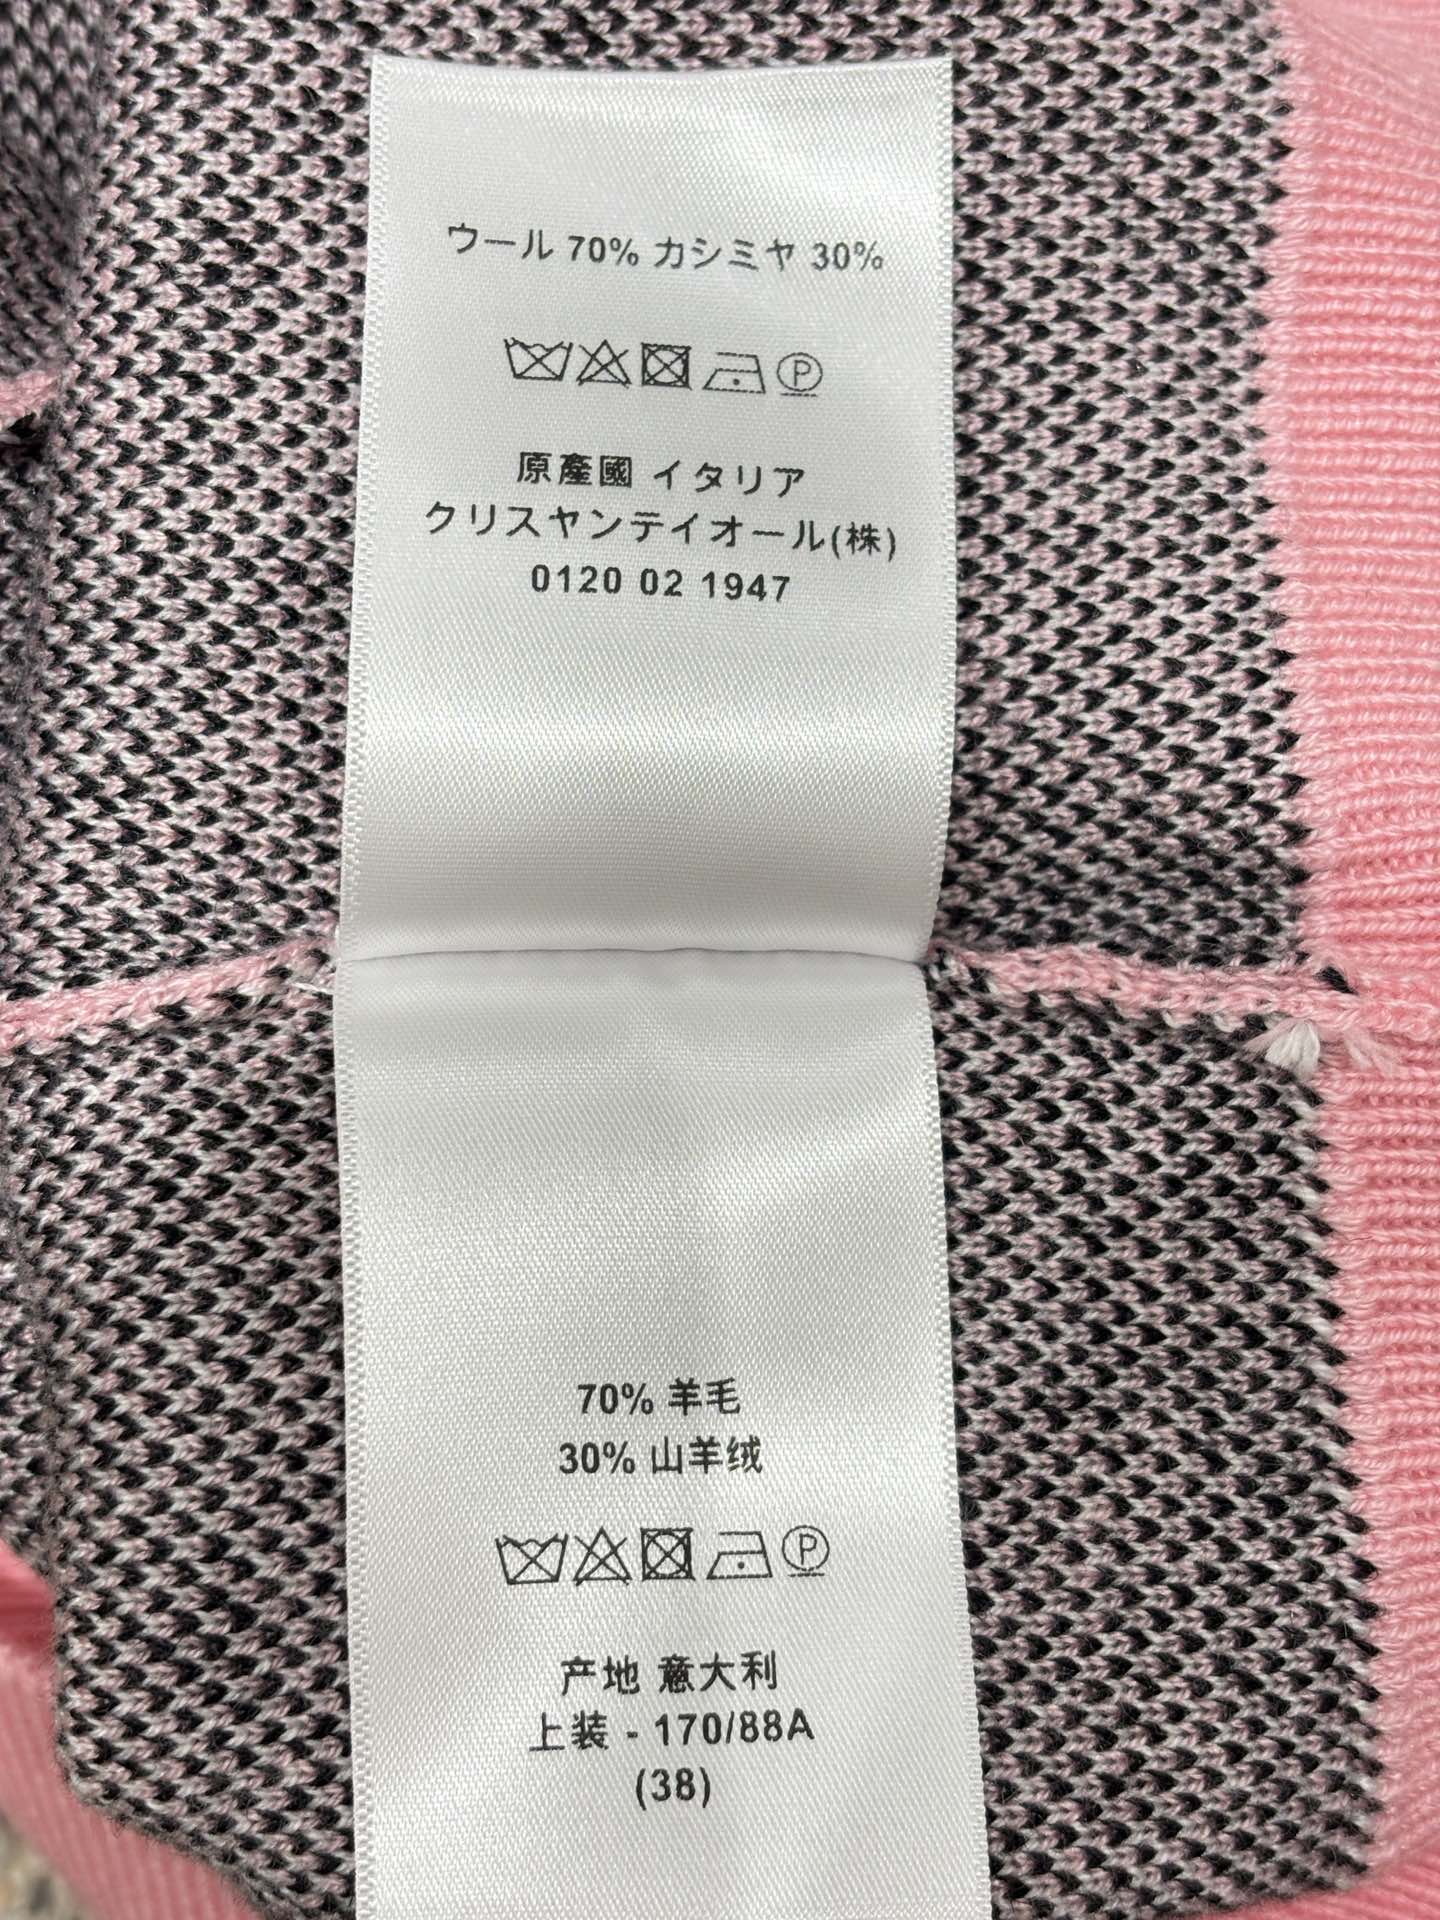 ウール 70% カシミヤ 30%
P
原產國 イタリア
クリスヤンテイオール(株)
0120 02 1947
70% 羊毛
30% 山羊绒
P
产地 意大利
上装 - 170/88A
(38)